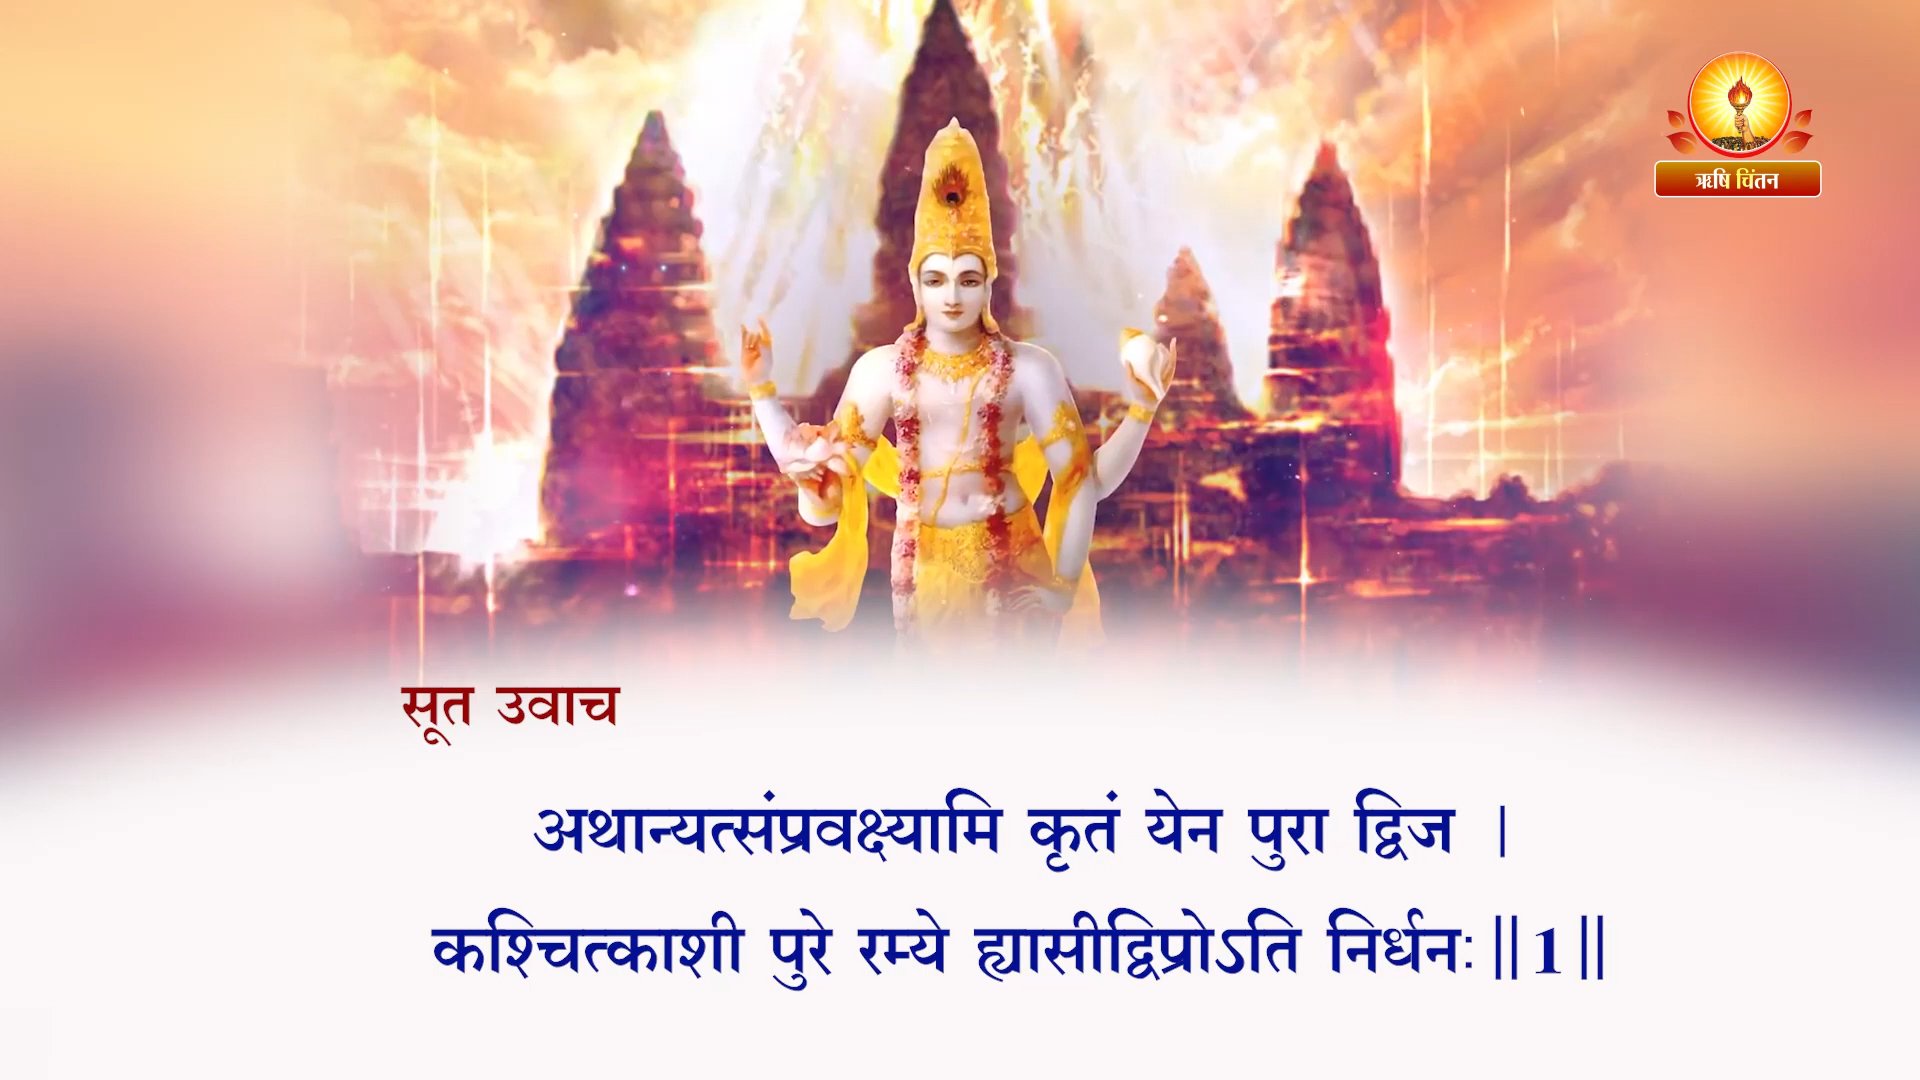 ऋषि चिंतन
सूत उवाच
अथान्यत्संप्रवक्ष्यामि कृतं येन पुरा द्विज |
कश्चित्काशी पुरे रम्ये ह्यासीद्विप्रोऽति निर्धनः॥1॥